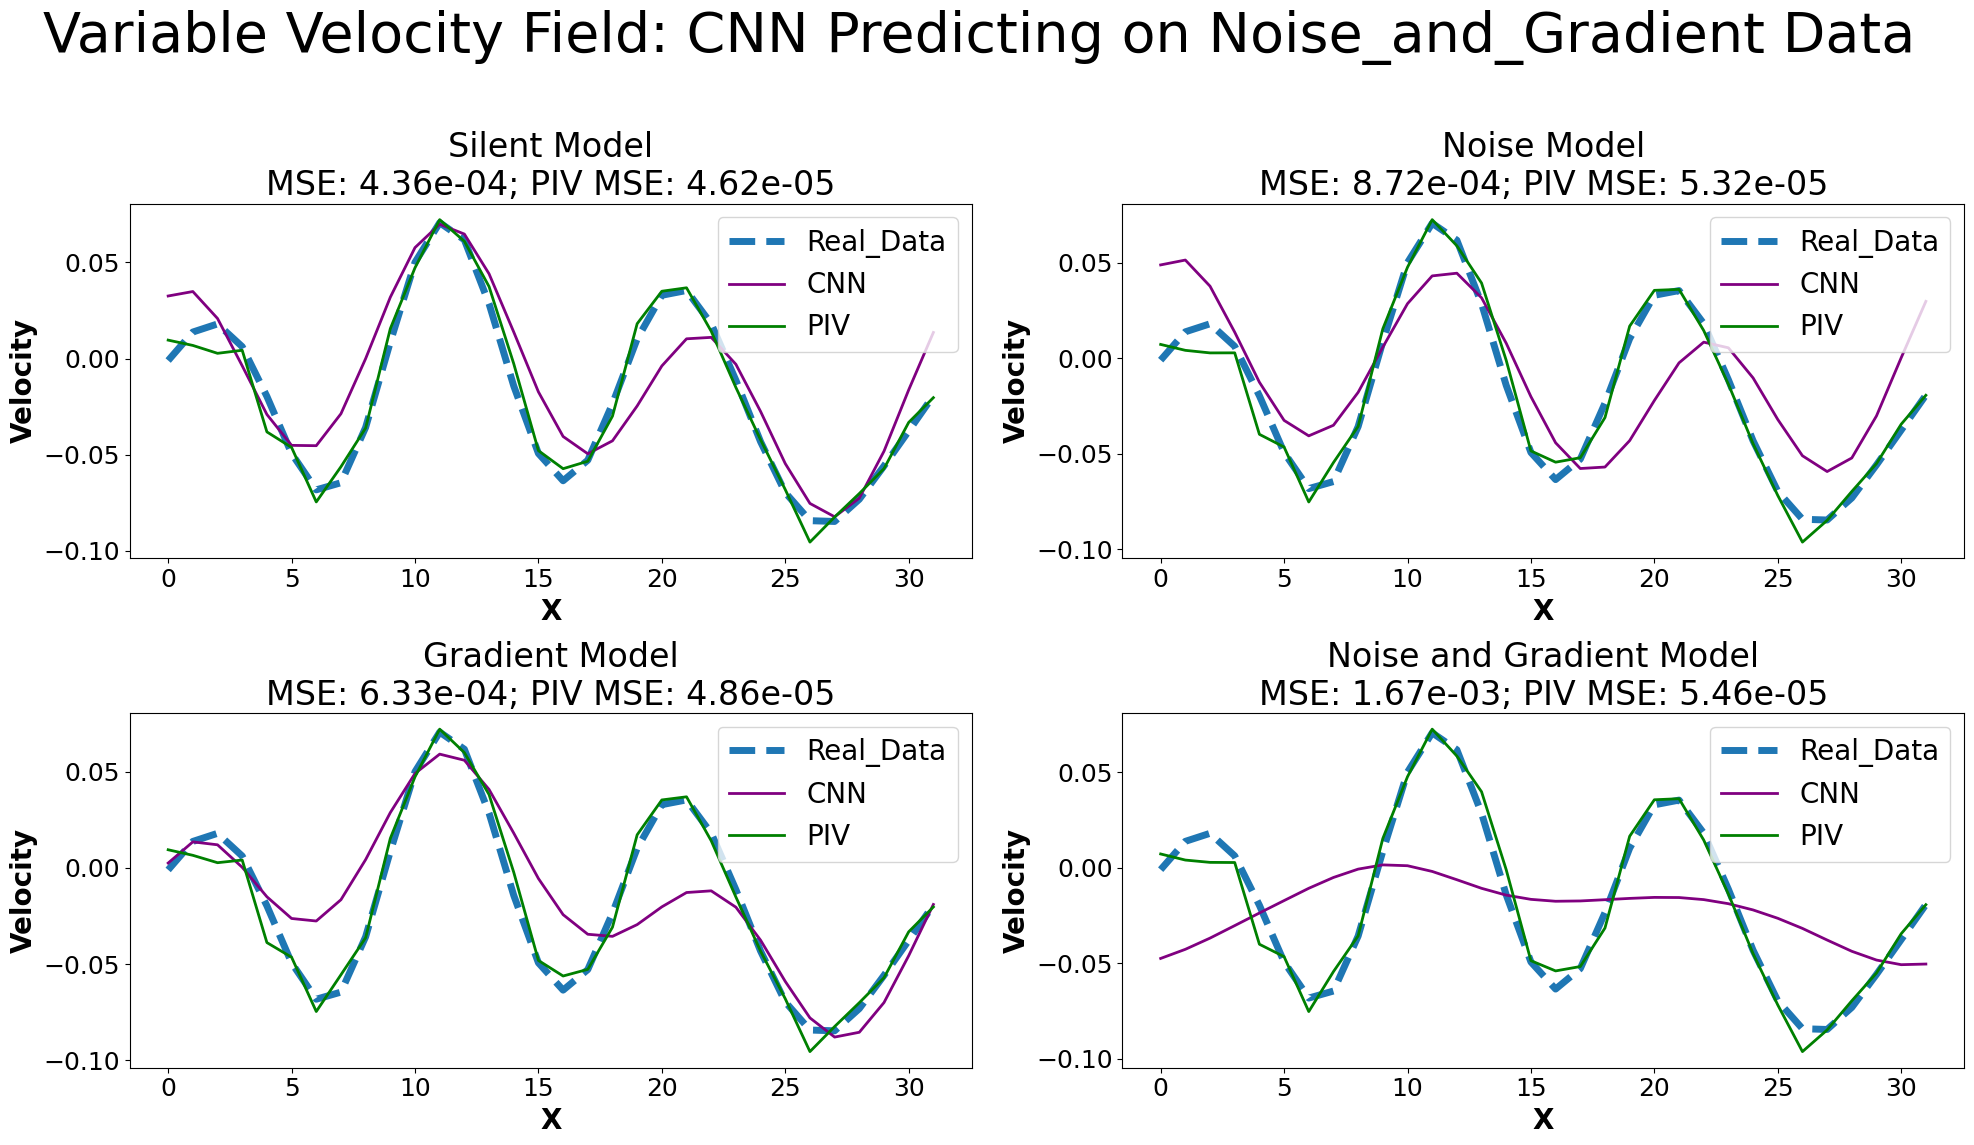 Variable Velocity Field: CNN Predicting on Noise_and_Gradient Data
Silent Model
MSE: 4.36e-04; PIV MSE: 4.62e-05
Velocity
0.05
0.00
−0.05
−0.10
Real_Data
CNN
PIV
0 5 10 15 20 25 30
X
Noise Model
MSE: 8.72e-04; PIV MSE: 5.32e-05
Velocity
0.05
0.00
−0.05
−0.10
Real_Data
CNN
PIV
0 5 10 15 20 25 30
X
Gradient Model
MSE: 6.33e-04; PIV MSE: 4.86e-05
Velocity
0.05
0.00
−0.05
−0.10
Real_Data
CNN
PIV
0 5 10 15 20 25 30
X
Noise and Gradient Model
MSE: 1.67e-03; PIV MSE: 5.46e-05
Velocity
0.05
0.00
−0.05
−0.10
Real_Data
CNN
PIV
0 5 10 15 20 25 30
X